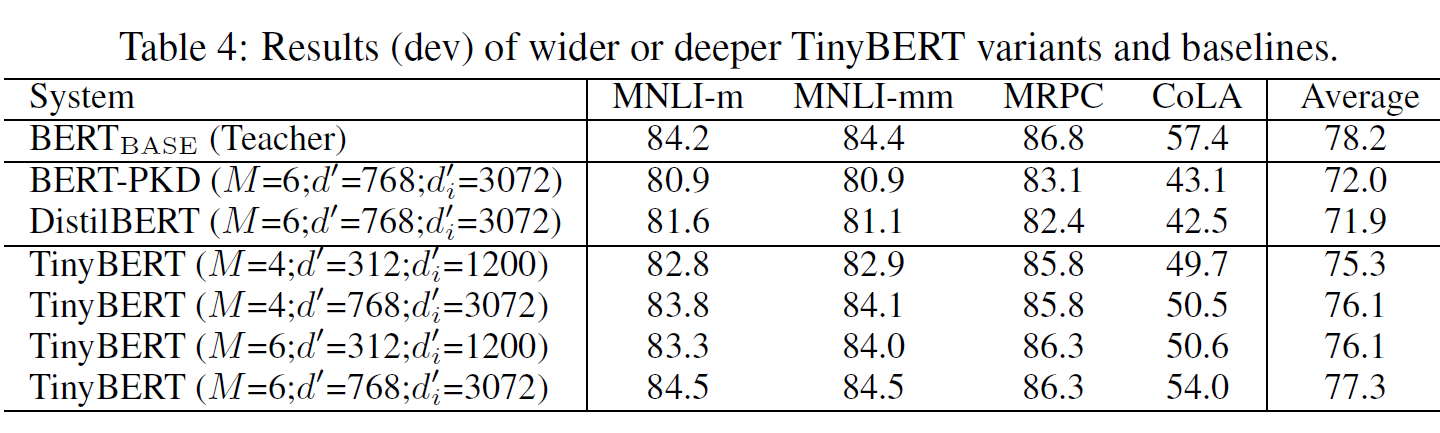 Table 4: Results (dev) of wider or deeper TinyBERT variants and baselines.
System MNLI-m MNLI-mm MRPC CoLA Average
BERT_BASE (Teacher) 84.2 84.4 86.8 57.4 78.2
BERT-PKD (M=6;d′=768;d′_i=3072) 80.9 80.9 83.1 43.1 72.0
DistilBERT (M=6;d′=768;d′_i=3072) 81.6 81.1 82.4 42.5 71.9
TinyBERT (M=4;d′=312;d′_i=1200) 82.8 82.9 85.8 49.7 75.3
TinyBERT (M=4;d′=768;d′_i=3072) 83.8 84.1 85.8 50.5 76.1
TinyBERT (M=6;d′=312;d′_i=1200) 83.3 84.0 86.3 50.6 76.1
TinyBERT (M=6;d′=768;d′_i=3072) 84.5 84.5 86.3 54.0 77.3